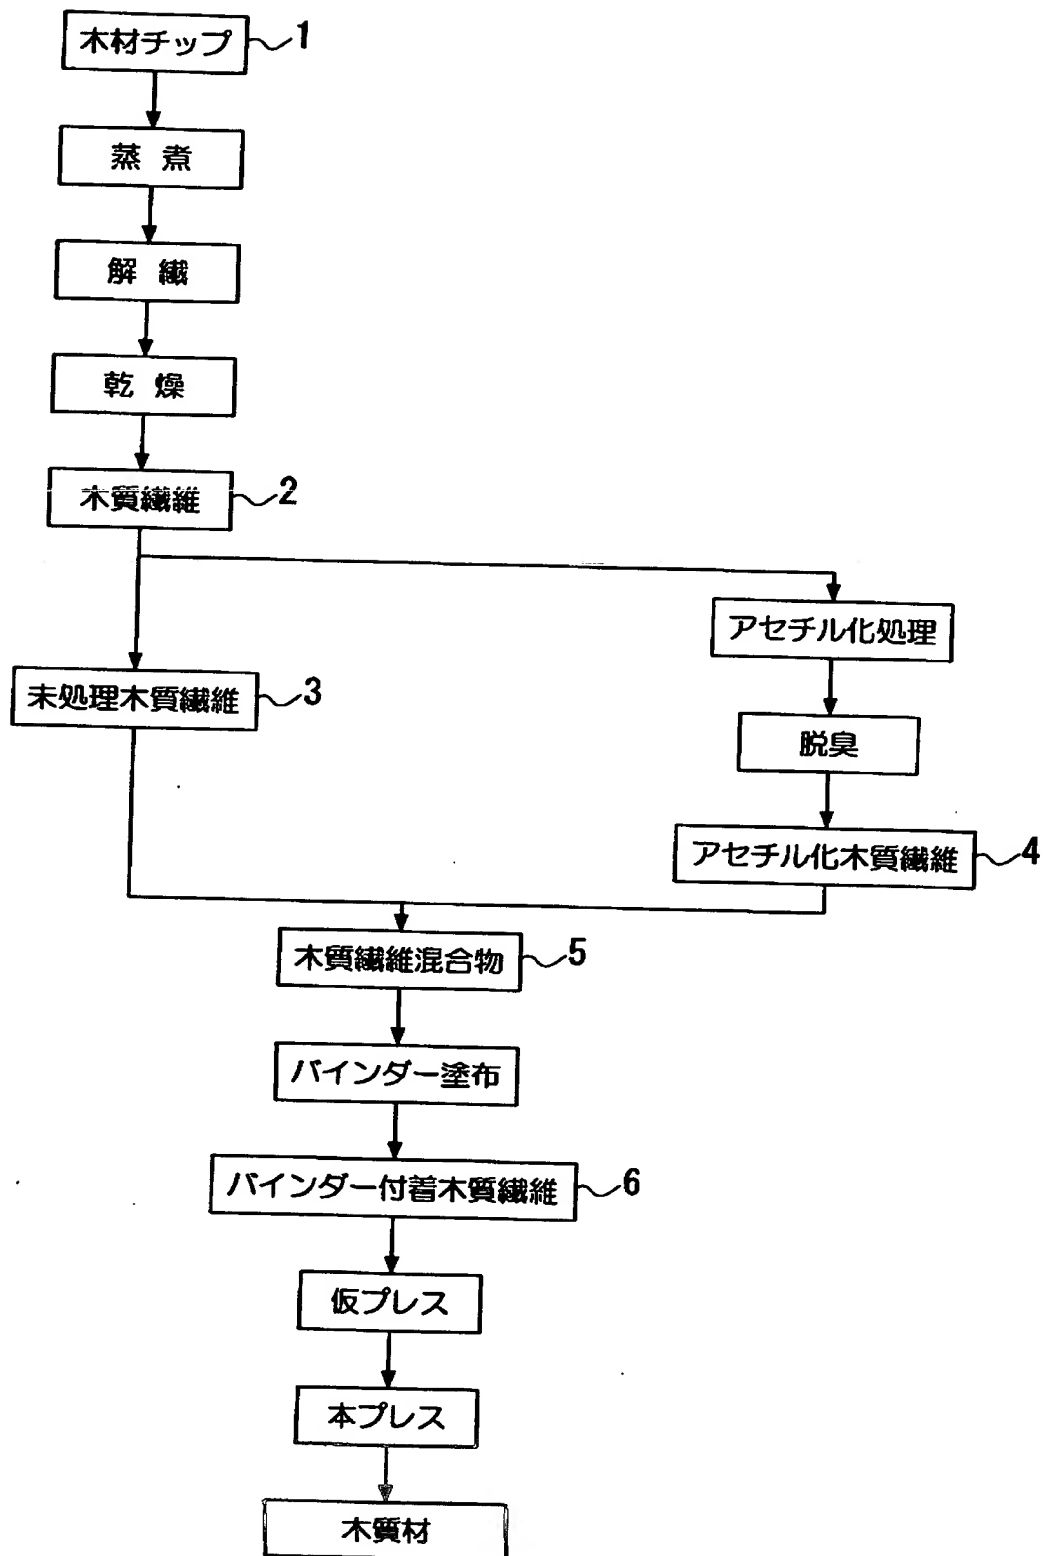 木材チップ 1
蒸 煮
解 繊
乾 燥
木質繊維 2
アセチル化処理
未処理木質繊維 3
脱臭
アセチル化木質繊維 4
木質繊維混合物 5
バインダー塗布
バインダー付着木質繊維 6
仮プレス
本プレス
木質材